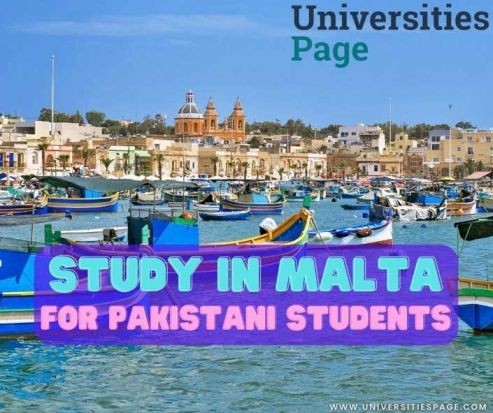 Universities
Page
STUDY IN MALTA
FOR PAKISTANI STUDENTS
WWW.UNIVERSITIESPAGE.COM